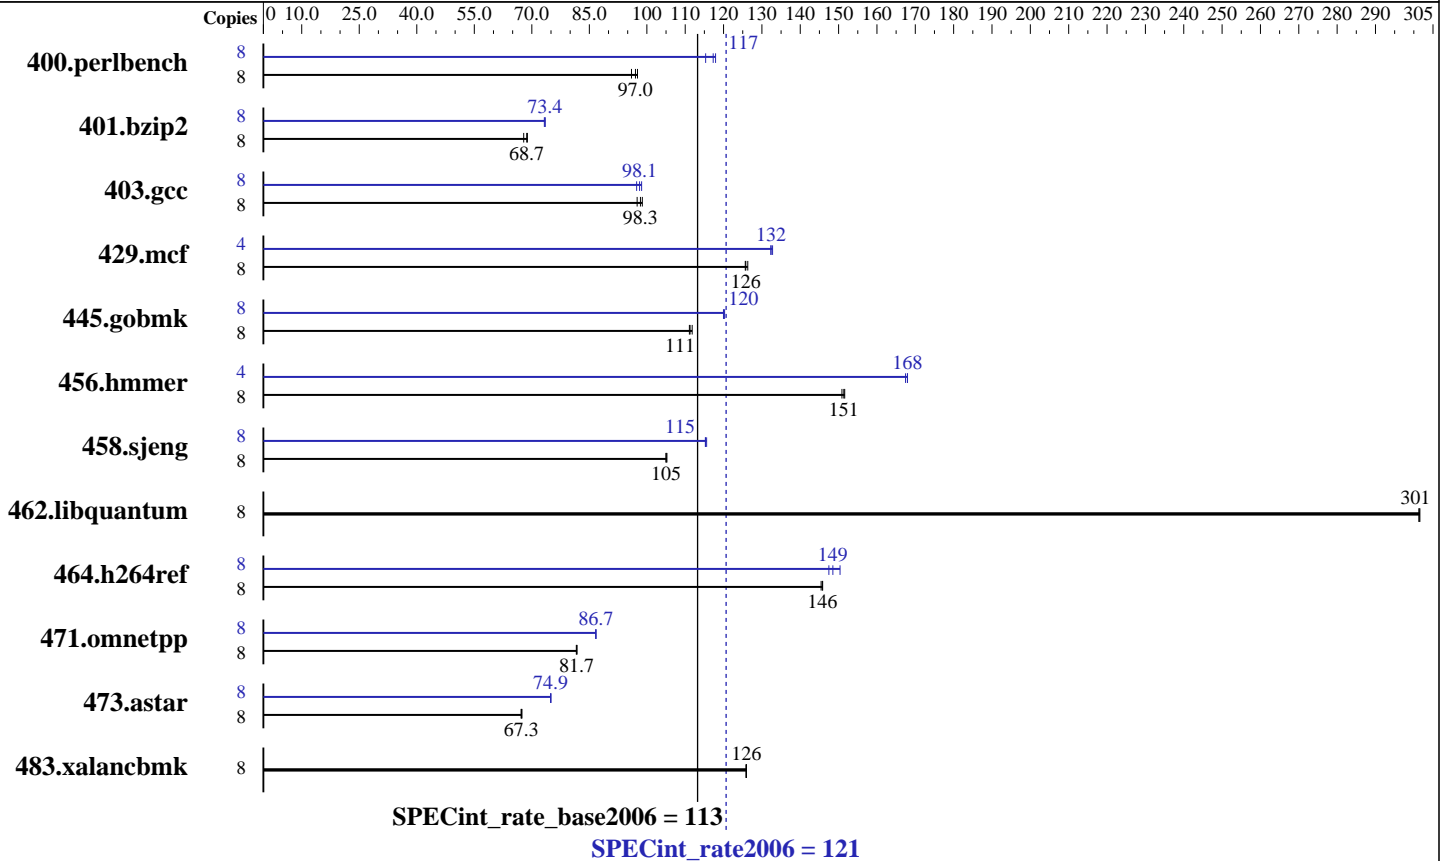 Copies 0 10.0 25.0 40.0 55.0 70.0 85.0 100 110 120 130 140 150 160 170 180 190 200 210 220 230 240 250 260 270 280 290 305
400.perlbench 8 117
8 97.0
401.bzip2 8 73.4
8 68.7
403.gcc 8 98.1
8 98.3
429.mcf 4 132
8 126
445.gobmk 8 120
8 111
456.hmmer 4 168
8 151
458.sjeng 8 115
8 105
462.libquantum 8 301
464.h264ref 8 149
8 146
471.omnetpp 8 86.7
8 81.7
473.astar 8 74.9
8 67.3
483.xalancbmk 8 126
SPECint_rate_base2006 = 113
SPECint_rate2006 = 121